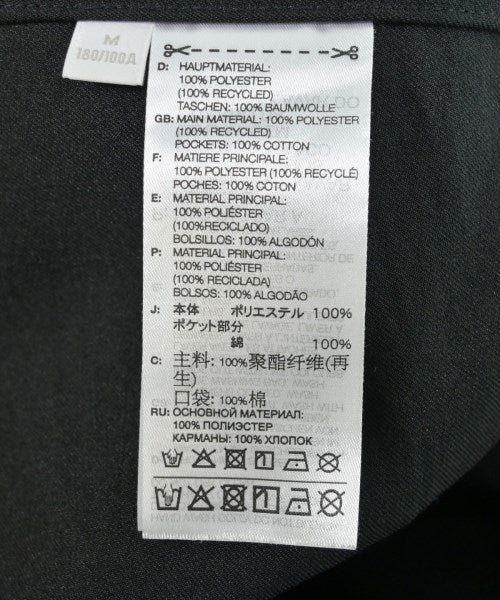 M
180/100A
D: HAUPTMATERIAL:
100% POLYESTER
(100% RECYCLED)
TASCHEN: 100% BAUMWOLLE
GB: MAIN MATERIAL: 100% POLYESTER
(100% RECYCLED)
POCKETS: 100% COTTON
F: MATIERE PRINCIPALE:
100% POLYESTER (100% RECYCLÉ)
POCHES: 100% COTON
E: MATERIAL PRINCIPAL:
100% POLIÉSTER
(100%RECICLADO)
BOLSILLOS: 100% ALGODÓN
P: MATERIAL PRINCIPAL:
100% POLIÉSTER
(100% RECICLADA)
BOLSOS: 100% ALGODÃO
J: 本体 ポリエステル 100%
ポケット部分
綿 100%
C: 主料: 100%聚酯纤维(再
生)
口袋: 100%棉
RU: ОСНОВНОЙ МАТЕРИАЛ:
100% ПОЛИЭСТЕР
КАРМАНЫ: 100% ХЛОПОК